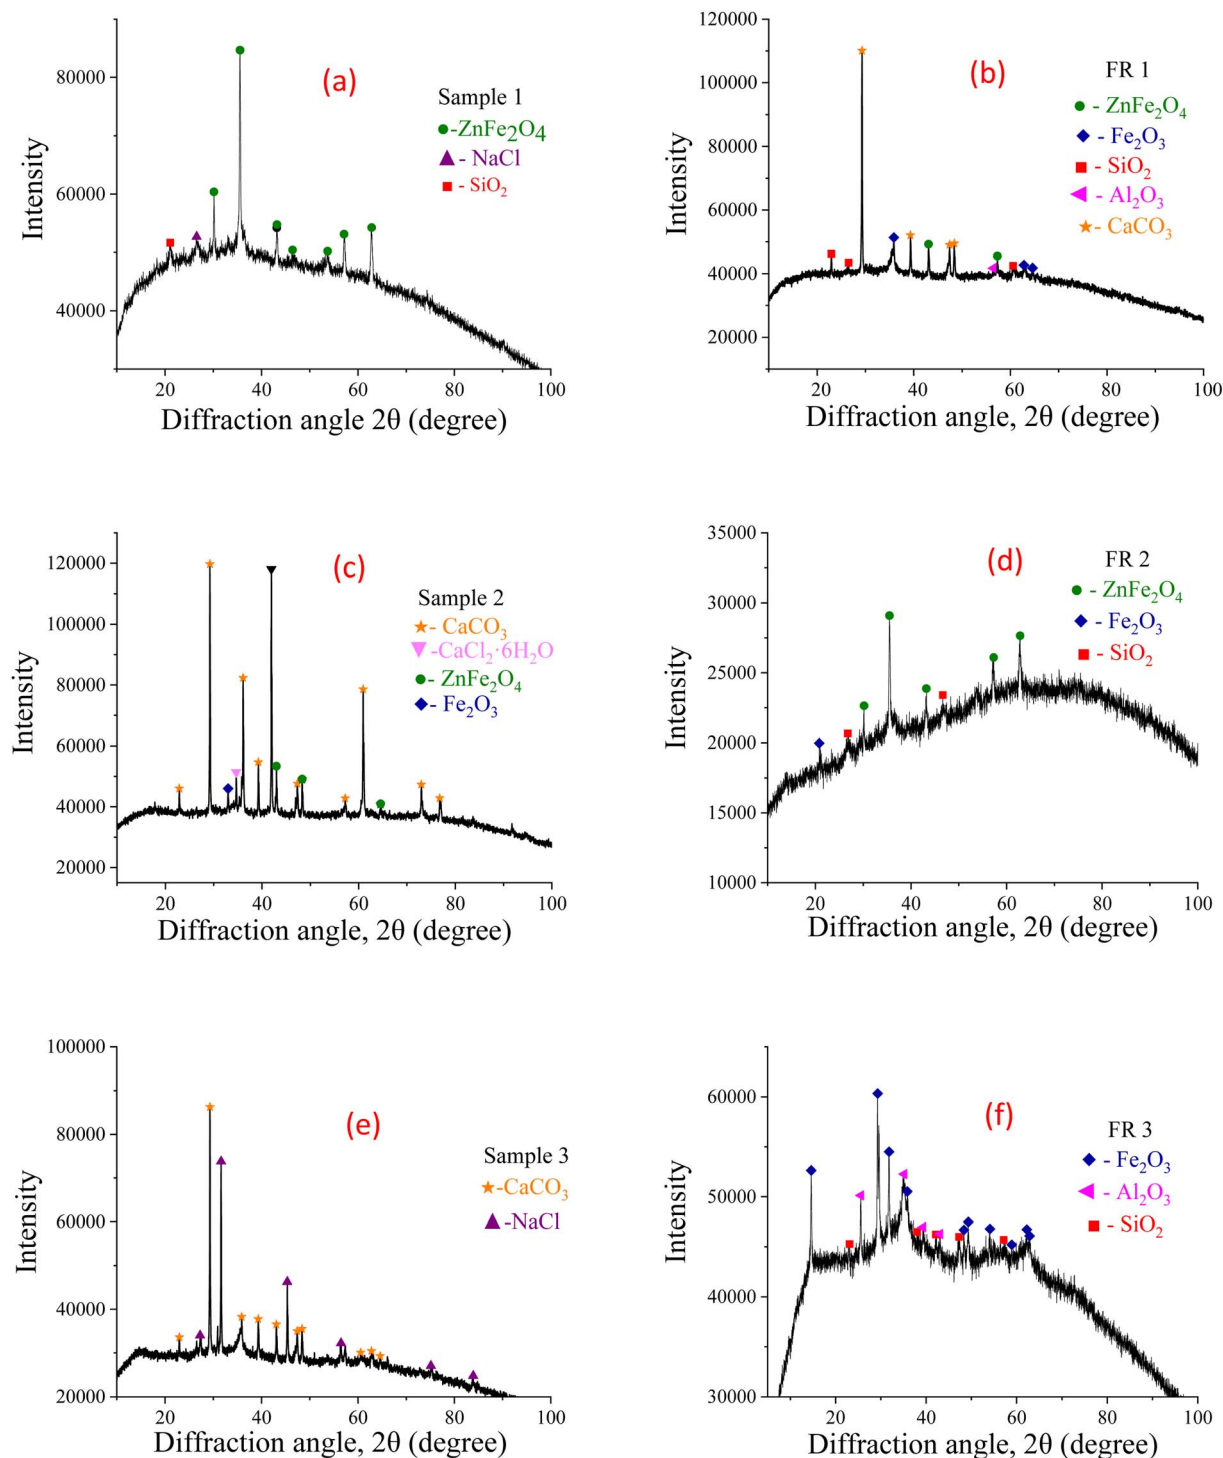 (a)
Sample 1
-ZnFe₂O4
- NaCl
- SiO₂
Intensity
80000
60000
40000
20 40 60 80 100
Diffraction angle 2θ (degree)
(b)
FR 1
- ZnFe₂O₄
- Fe₂O₃
- SiO₂
- Al₂O₃
- CaCO₃
Intensity
120000
100000
80000
60000
40000
20000
20 40 60 80 100
Diffraction angle, 2θ (degree)
(c)
Sample 2
- CaCO₃
-CaCl₂·6H₂O
- ZnFe₂O₄
- Fe₂O₃
Intensity
120000
100000
80000
60000
40000
20000
20 40 60 80 100
Diffraction angle, 2θ (degree)
(d)
FR 2
- ZnFe₂O₄
- Fe₂O₃
- SiO₂
Intensity
35000
30000
25000
20000
15000
10000
20 40 60 80 100
Diffraction angle, 2θ (degree)
(e)
Sample 3
-CaCO₃
-NaCl
Intensity
100000
80000
60000
40000
20000
20 40 60 80 100
Diffraction angle, 2θ (degree)
(f)
FR 3
- Fe₂O₃
- Al₂O₃
- SiO₂
Intensity
60000
50000
40000
30000
20 40 60 80 100
Diffraction angle, 2θ (degree)